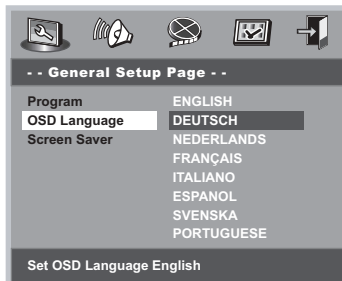 - - General Setup Page - -
Program
OSD Language
Screen Saver
ENGLISH
DEUTSCH
NEDERLANDS
FRANÇAIS
ITALIANO
ESPANOL
SVENSKA
PORTUGUESE
Set OSD Language English